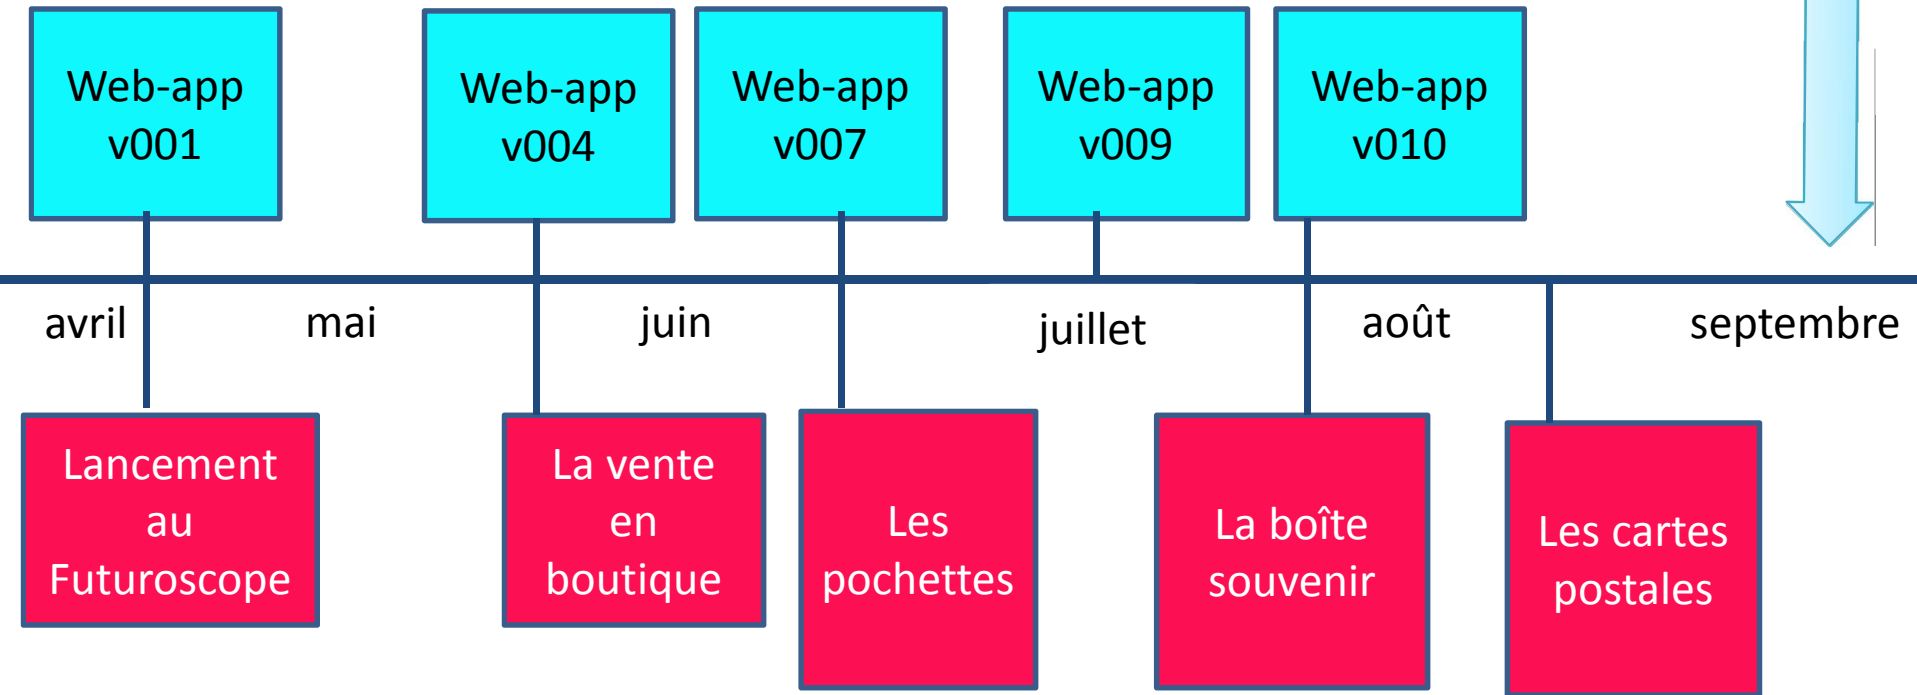 Web-app
v001
Web-app
v004
Web-app
v007
Web-app
v009
Web-app
v010
avril
mai
juin
juillet
août
septembre
Lancement
au
Futuroscope
La vente
en
boutique
Les
pochettes
La boîte
souvenir
Les cartes
postales